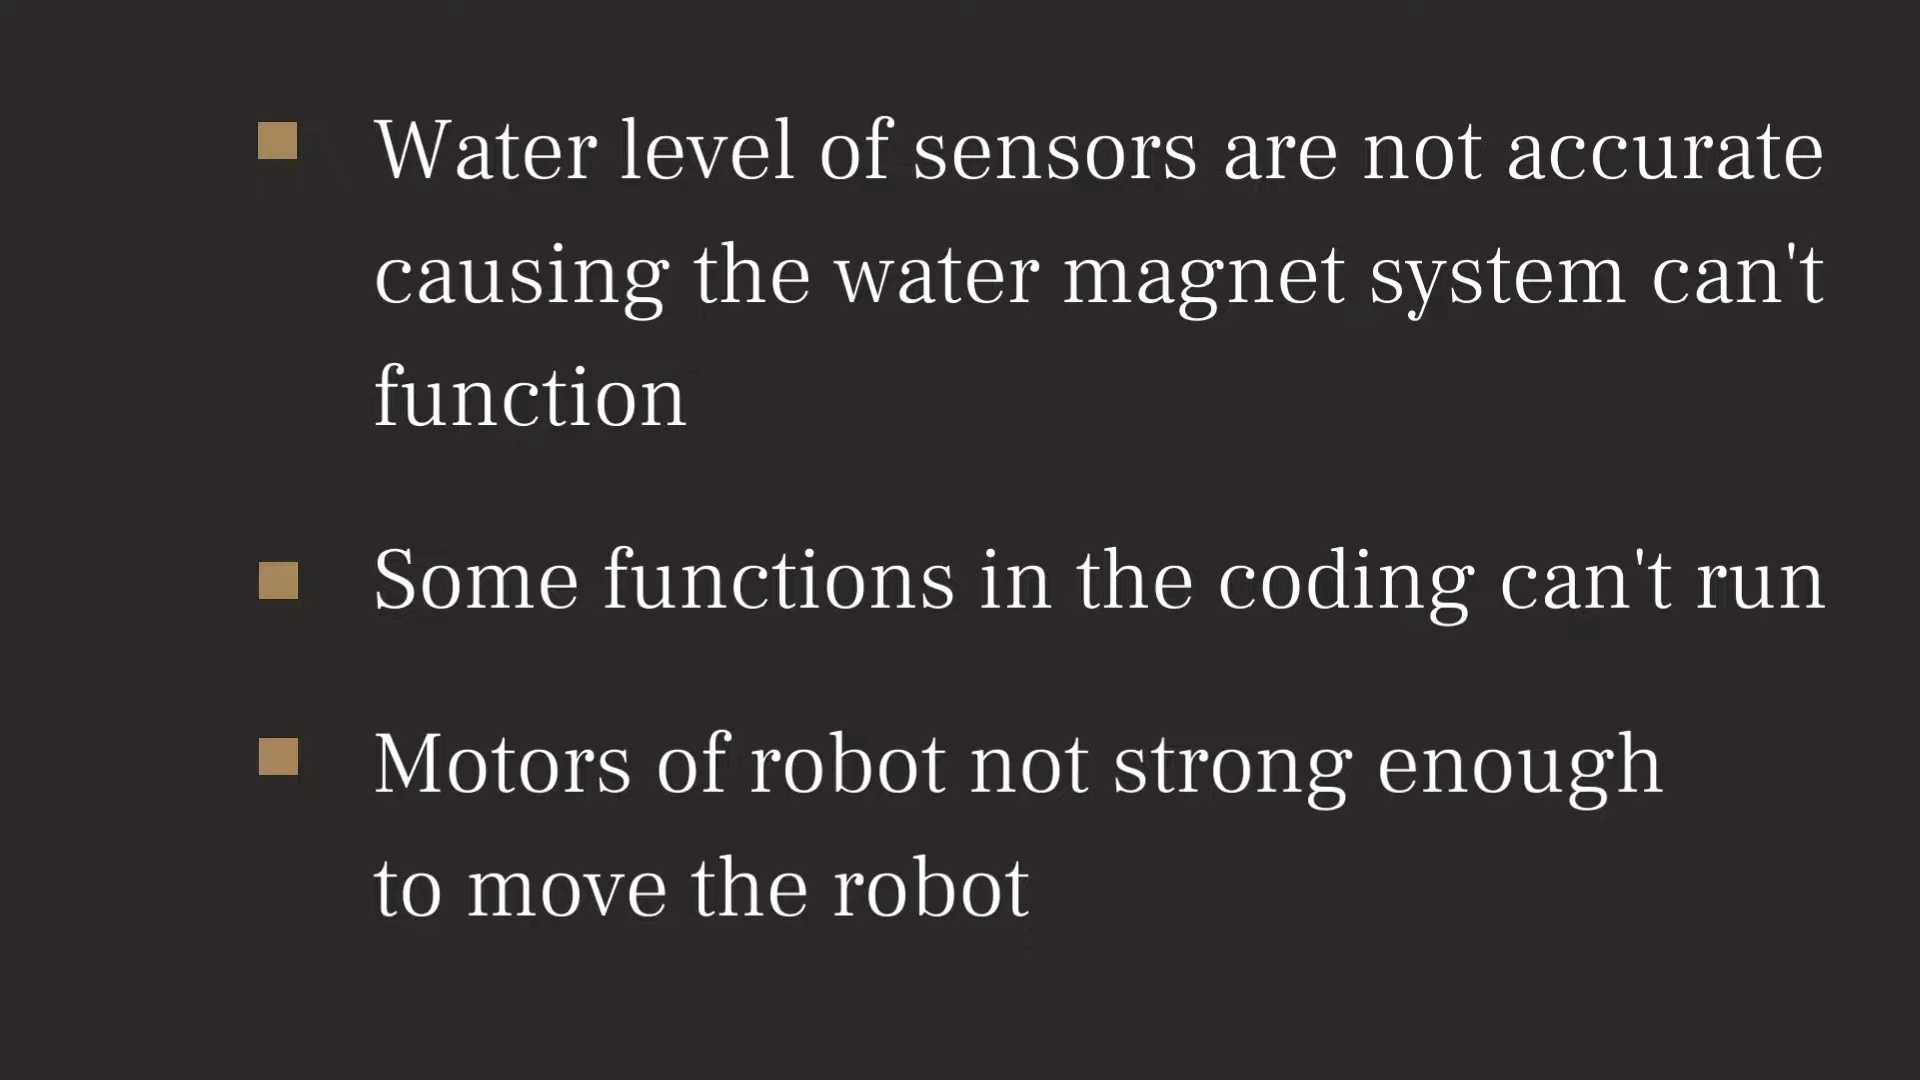 Water level of sensors are not accurate
causing the water magnet system can't
function
Some functions in the coding can't run
Motors of robot not strong enough
to move the robot